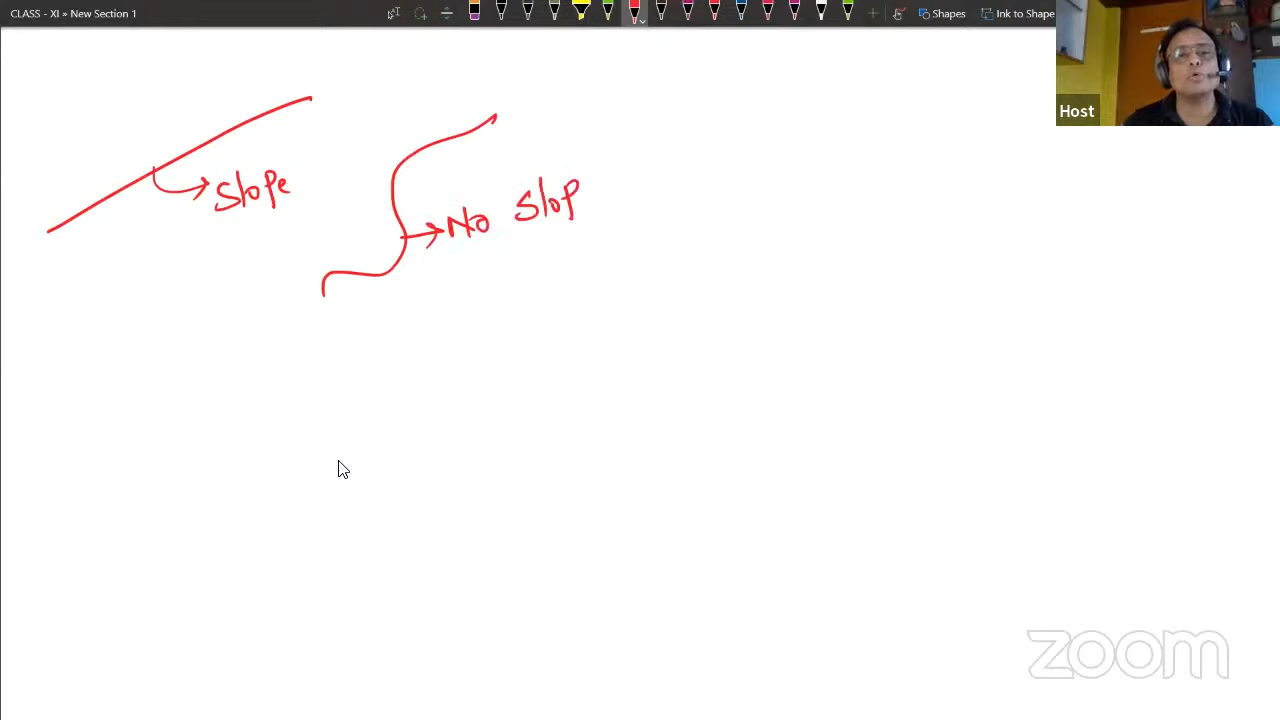 CLASS - XI » New Section 1
Shapes
Ink to Shape
Host
Slope
No Slop
zoom